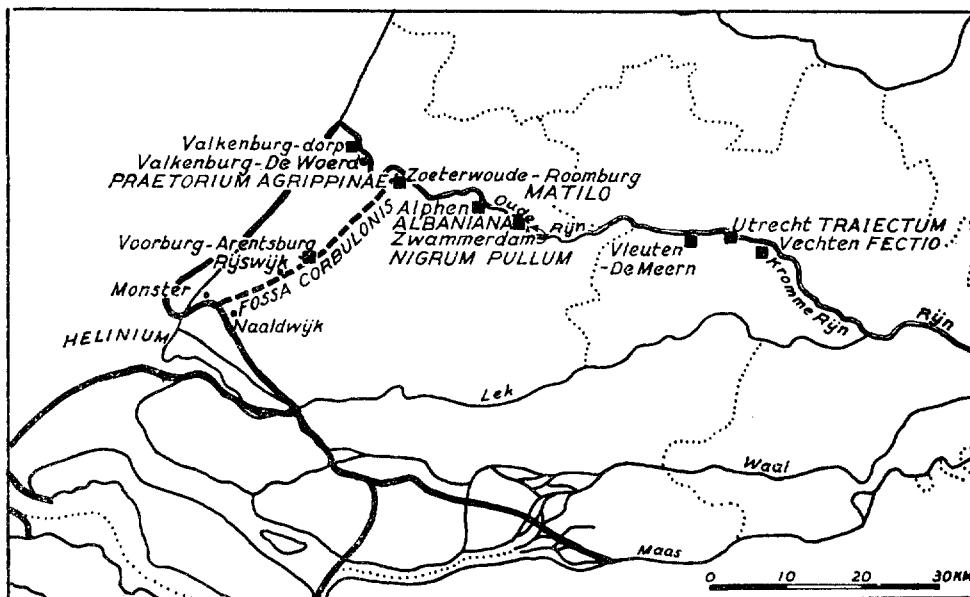 Valkenburg-dorp
Valkenburg-De Woerd
PRAETORIUM AGRIPPINAE
Zoeterwoude-Roomburg
MATILO
Alphen
ALBANIANA
Zwammerdam
NIGRUM PULLUM
Oude
Rijn
Utrecht TRAIECTUM
Vechten FECTIO
Vleuten
-De Meern
Kromme Rijn
Rijn
Voorburg-Arentsburg
Rijswijk
FOSSA CORBULONIS
Monster
Naaldwijk
HELINIUM
Lek
Waal
Maas
0 10 20 30KM